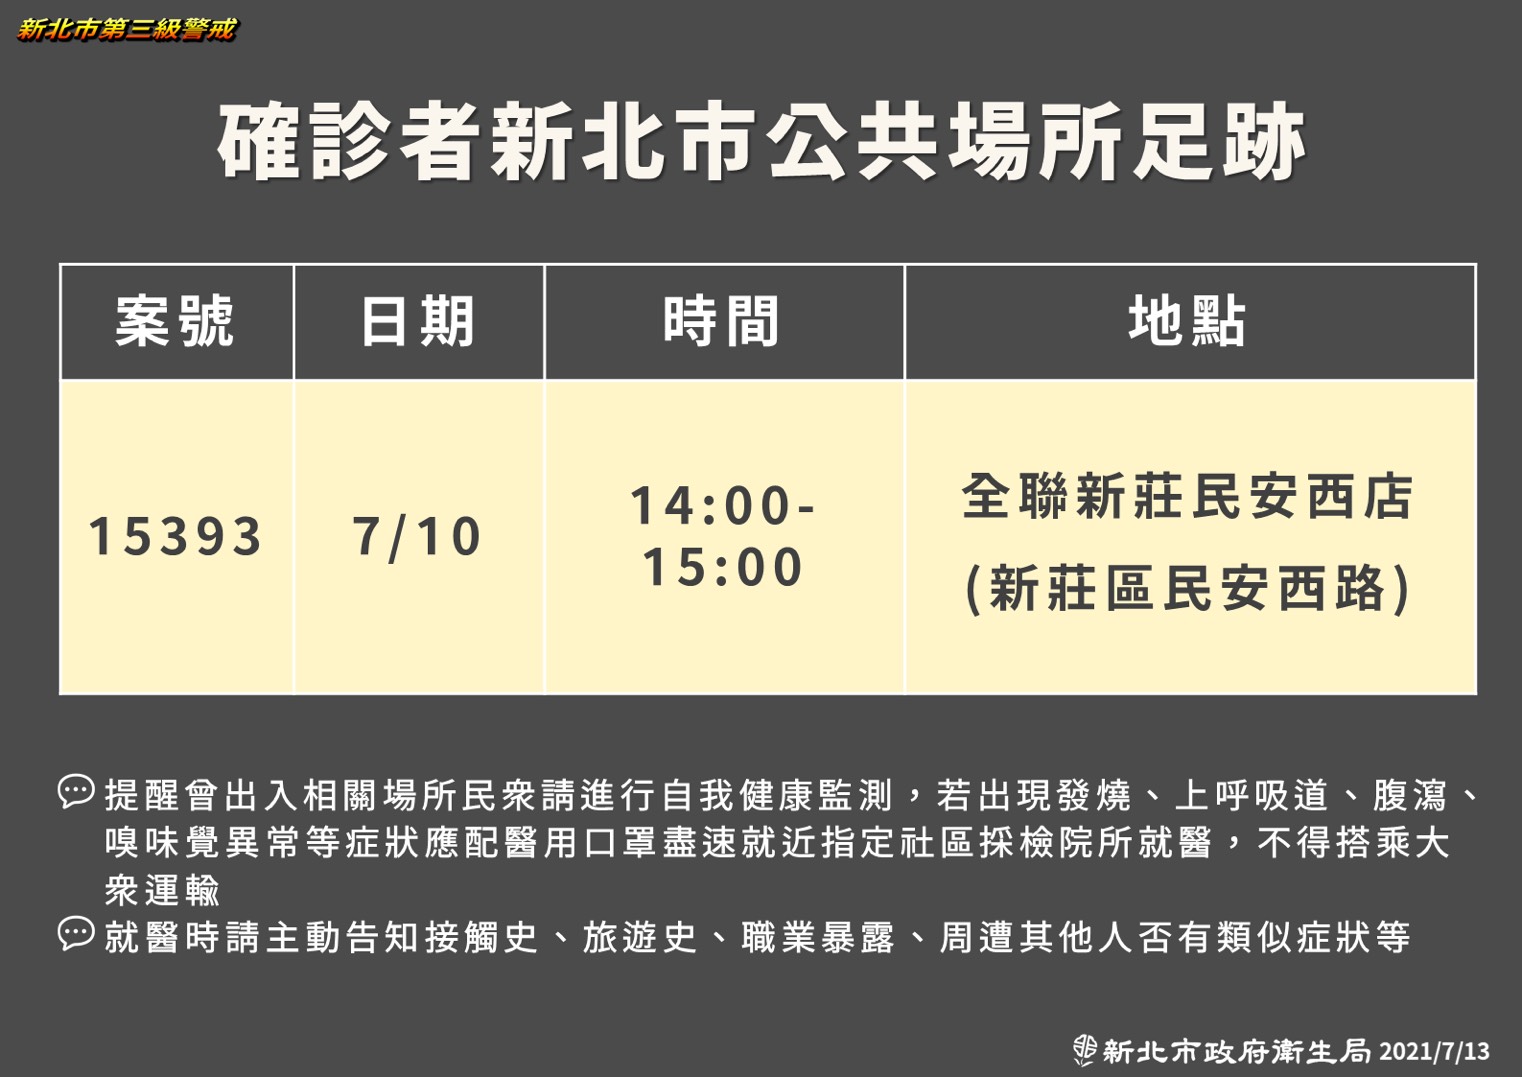 新北市第三級警戒
確診者新北市公共場所足跡
案號 日期 時間 地點
15393 7/10 14:00-
15:00 全聯新莊民安西店
(新莊區民安西路)
提醒曾出入相關場所民眾請進行自我健康監測，若出現發燒、上呼吸道、腹瀉、
嗅味覺異常等症狀應配醫用口罩盡速就近指定社區採檢院所就醫，不得搭乘大
眾運輸
就醫時請主動告知接觸史、旅遊史、職業暴露、周遭其他人否有類似症狀等
新北市政府衛生局 2021/7/13